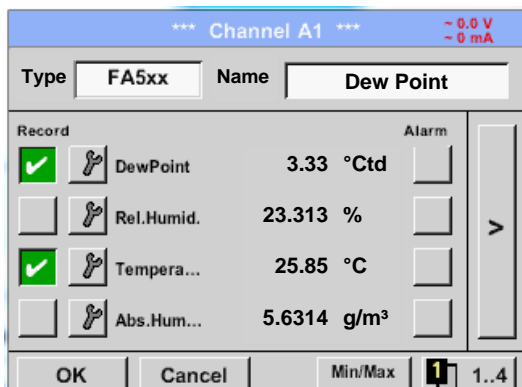 *** Channel A1 *** ~ 0.0 V
~ 0 mA
Type FA5xx Name Dew Point
Record Alarm
DewPoint 3.33 °Ctd
Rel.Humid. 23.313 %
>
Tempera... 25.85 °C
Abs.Hum... 5.6314 g/m³
OK Cancel Min/Max 1 1..4